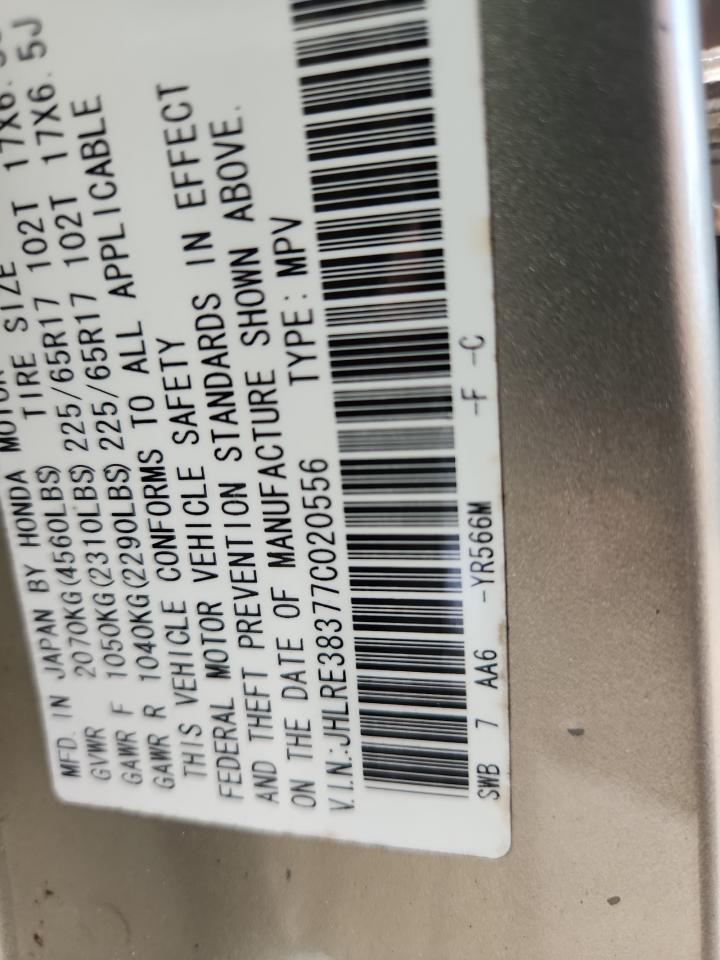 MFD. IN JAPAN BY HONDA MOTOR
TIRE SIZE
GVWR 2070KG(4560LBS)
GAWR F 1050KG(2310LBS) 225/65R17 102T 17X6.5J
GAWR R 1040KG(2290LBS) 225/65R17 102T 17X6.5J
THIS VEHICLE CONFORMS TO ALL APPLICABLE
FEDERAL MOTOR VEHICLE SAFETY
STANDARDS IN EFFECT
AND THEFT PREVENTION
ON THE DATE OF MANUFACTURE SHOWN ABOVE.
V.I.N.:JHLRE38377C020556 TYPE: MPV
SWB 7 AA6 -YR566M -F -C